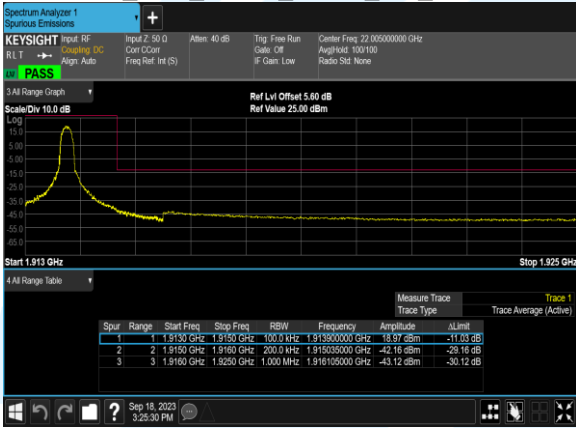 Spectrum Analyzer 1
Spurious Emissions
+
KEYSIGHT Input: RF Input Z: 50 Ω Atten: 40 dB Trig: Free Run Center Freq: 22.005000000 GHz
RLT Coupling: DC Corr CCorr Gate: Off Avg|Hold: 100/100
Align: Auto Freq Ref: Int (S) IF Gain: Low Radio Std: None
PASS
3 All Range Graph Ref Lvl Offset 5.60 dB
Scale/Div 10.0 dB Ref Value 25.00 dBm
Log
15.0
5.00
-5.00
-15.0
-25.0
-35.0
-45.0
-55.0
-65.0
Start 1.913 GHz Stop 1.925 GHz
4 All Range Table
Measure Trace Trace 1
Trace Type Trace Average (Active)
Spur Range Start Freq Stop Freq RBW Frequency Amplitude ΔLimit
1 1 1.9130 GHz 1.9150 GHz 100.0 kHz 1.913900000 GHz 18.97 dBm -11.03 dB
2 2 1.9150 GHz 1.9160 GHz 200.0 kHz 1.915035000 GHz -42.16 dBm -29.16 dB
3 3 1.9160 GHz 1.9250 GHz 1.000 MHz 1.916105000 GHz -43.12 dBm -30.12 dB
? Sep 18, 2023
3:25:30 PM